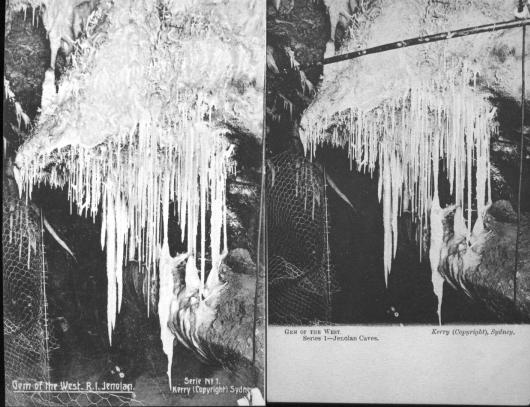 Gem of the West. R.I. Jenolan.
Serie No 1.
Kerry (Copyright) Sydney
GEM OF THE WEST.
Series 1—Jenolan Caves.
Kerry (Copyright), Sydney,